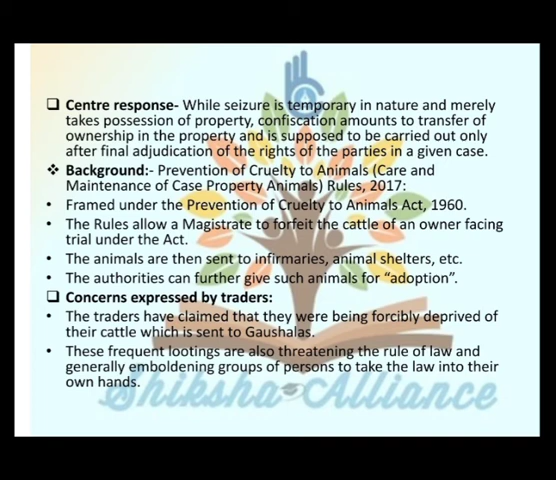 ❑ Centre response- While seizure is temporary in nature and merely
takes possession of property, confiscation amounts to transfer of
ownership in the property and is supposed to be carried out only
after final adjudication of the rights of the parties in a given case.
❖ Background:- Prevention of Cruelty to Animals (Care and
Maintenance of Case Property Animals) Rules, 2017:
• Framed under the Prevention of Cruelty to Animals Act, 1960.
• The Rules allow a Magistrate to forfeit the cattle of an owner facing
trial under the Act.
• The animals are then sent to infirmaries, animal shelters, etc.
• The authorities can further give such animals for “adoption”.
❑ Concerns expressed by traders:
• The traders have claimed that they were being forcibly deprived of
their cattle which is sent to Gaushalas.
• These frequent lootings are also threatening the rule of law and
generally emboldening groups of persons to take the law into their
own hands.
Shiksha Alliance